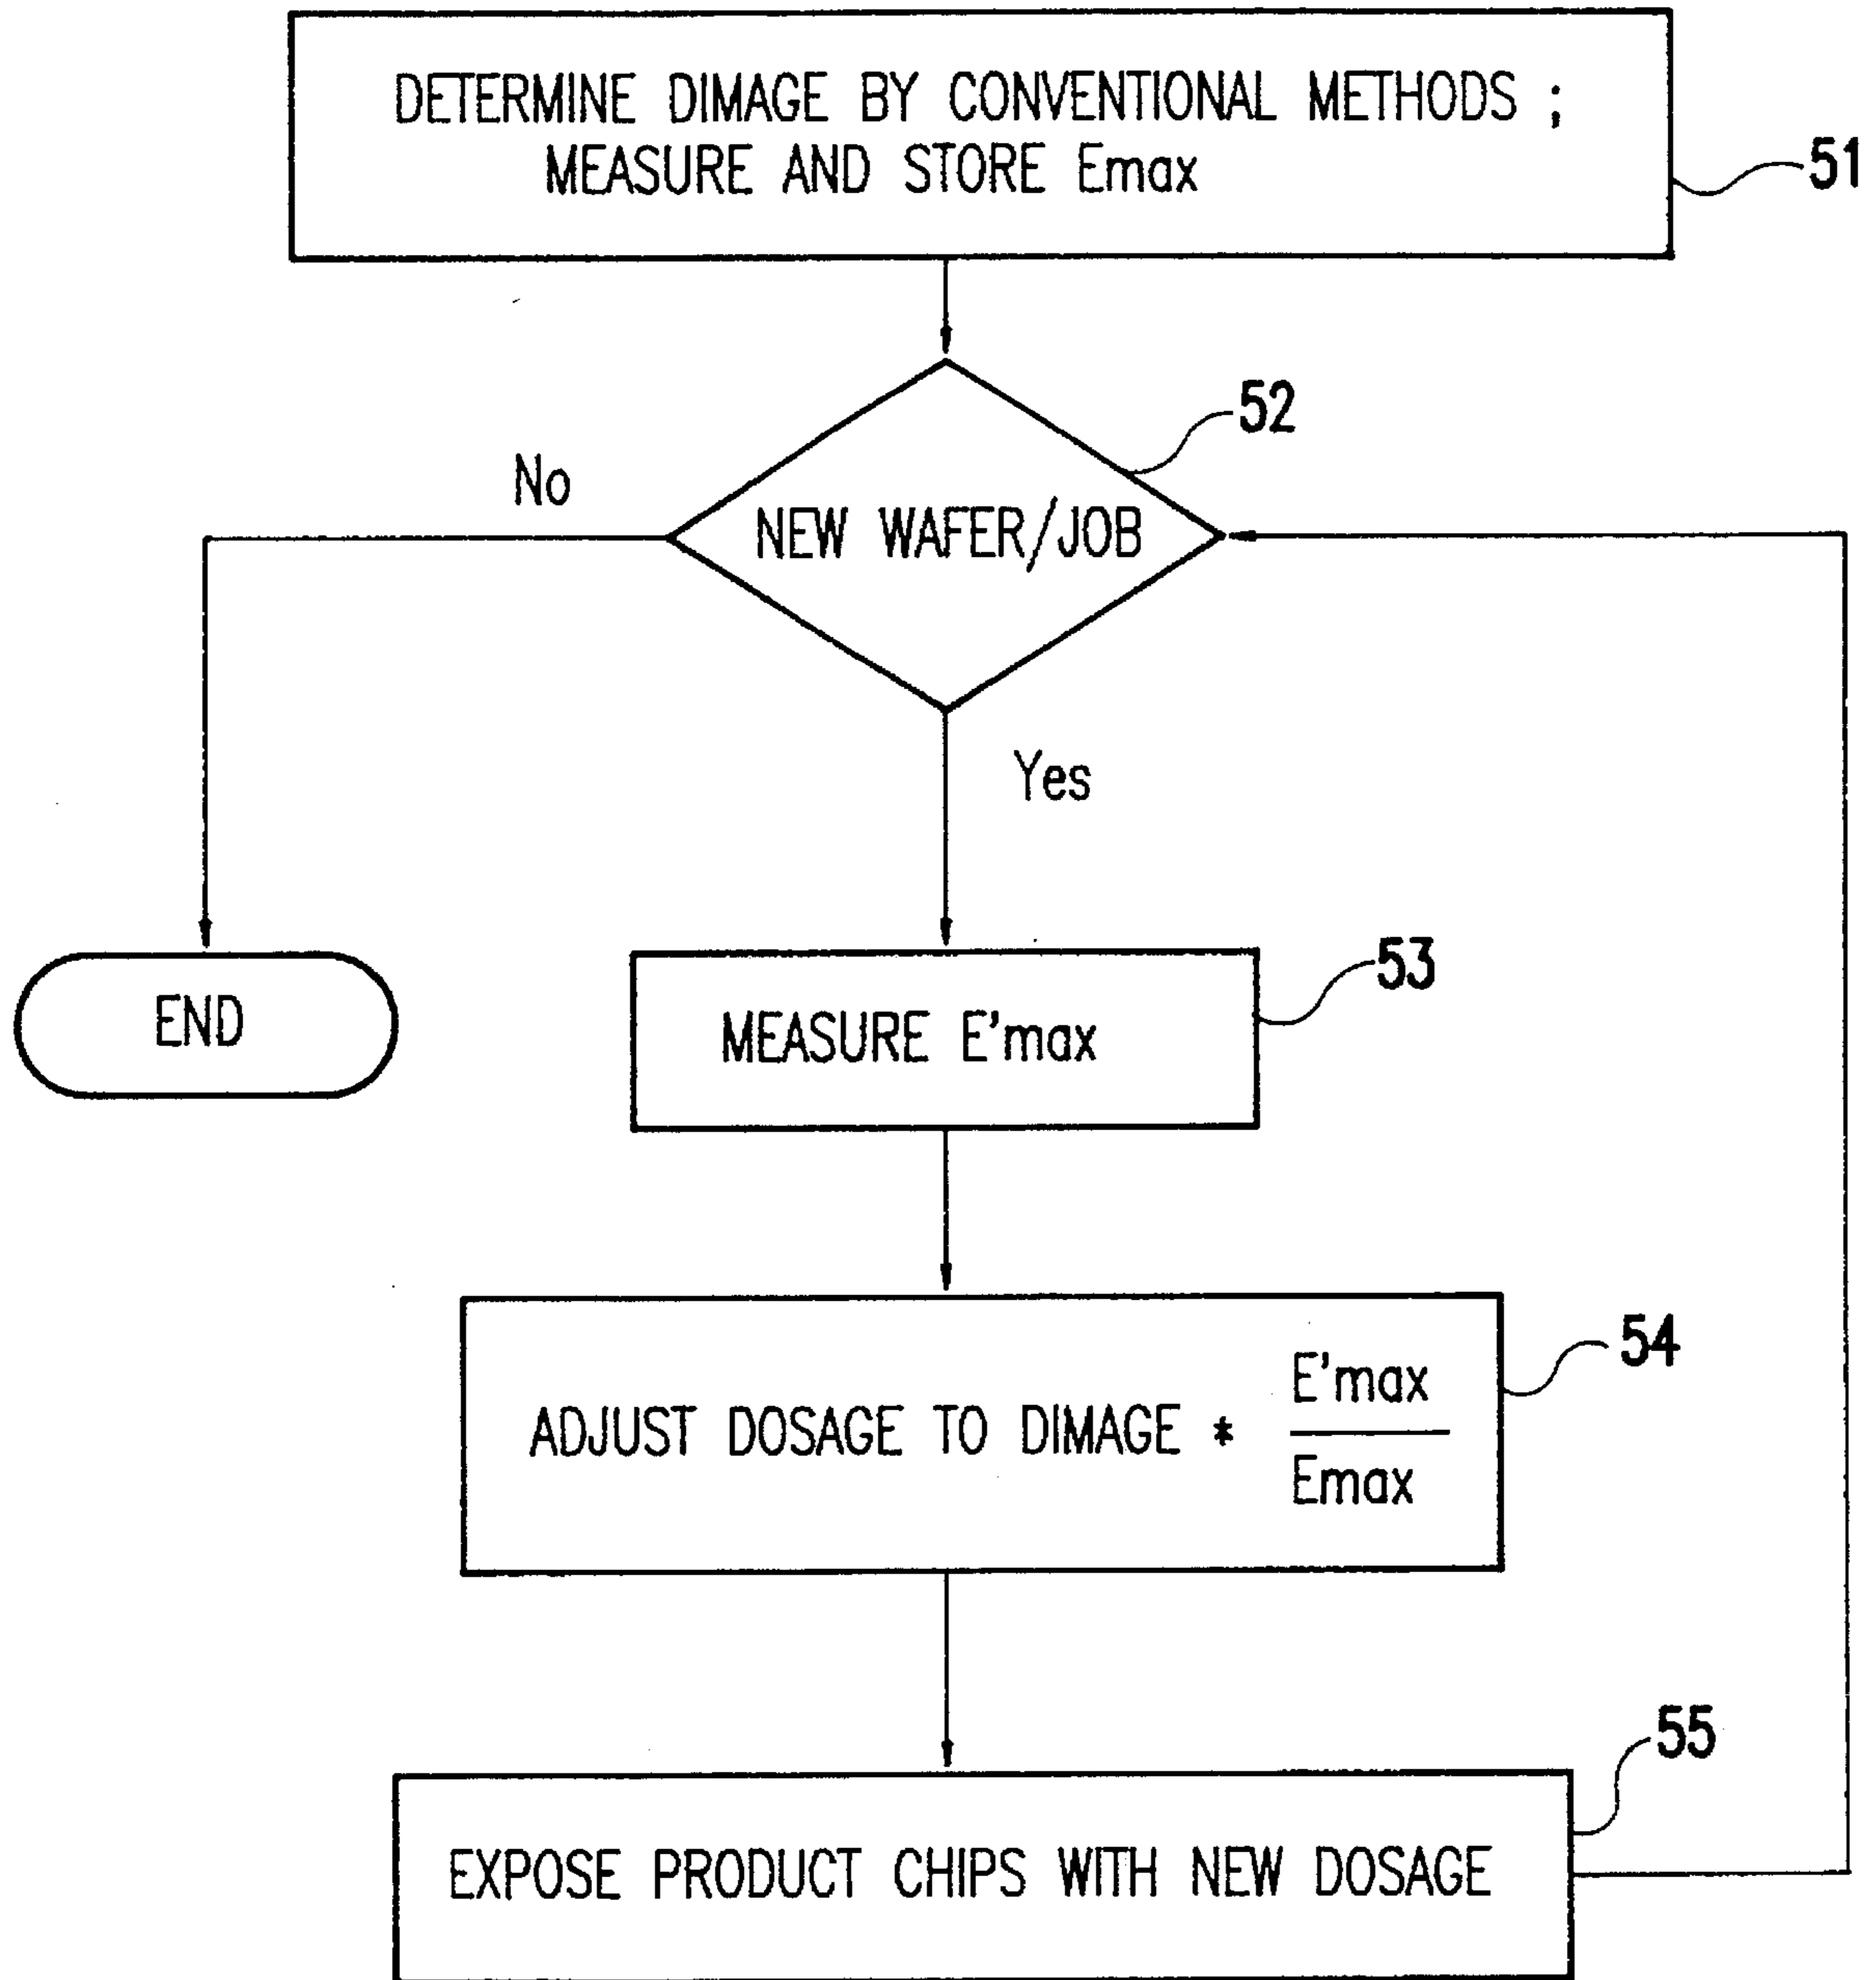 DETERMINE DIMAGE BY CONVENTIONAL METHODS ;
MEASURE AND STORE Emax
51
52
No
NEW WAFER/JOB
Yes
END
53
MEASURE E'max
54
ADJUST DOSAGE TO DIMAGE *
E'max
Emax
55
EXPOSE PRODUCT CHIPS WITH NEW DOSAGE